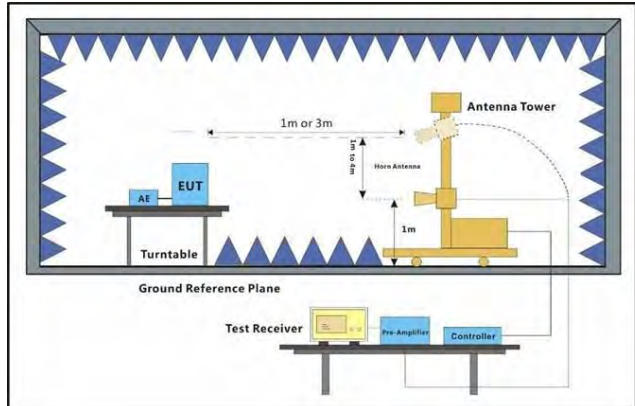 Antenna Tower
1m or 3m
1m to 4m
Horn Antenna
EUT
AE
1m
Turntable
Ground Reference Plane
Test Receiver
Pre-Amplifier
Controller